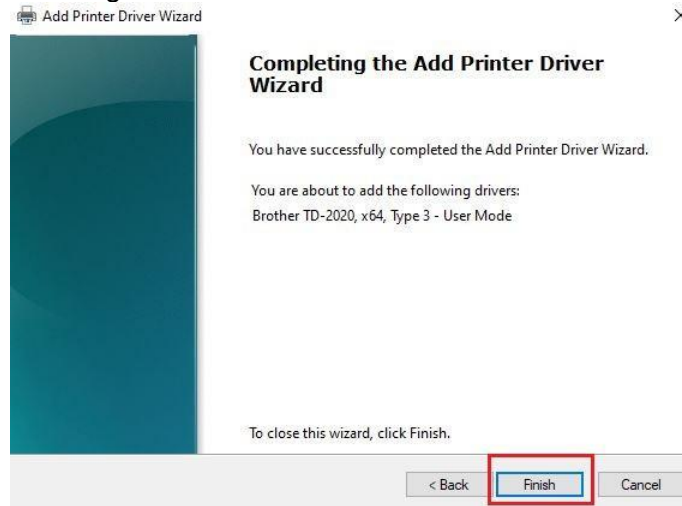 Add Printer Driver Wizard
Completing the Add Printer Driver
Wizard
You have successfully completed the Add Printer Driver Wizard.
You are about to add the following drivers:
Brother TD-2020, x64, Type 3 - User Mode
To close this wizard, click Finish.
< Back Finish Cancel